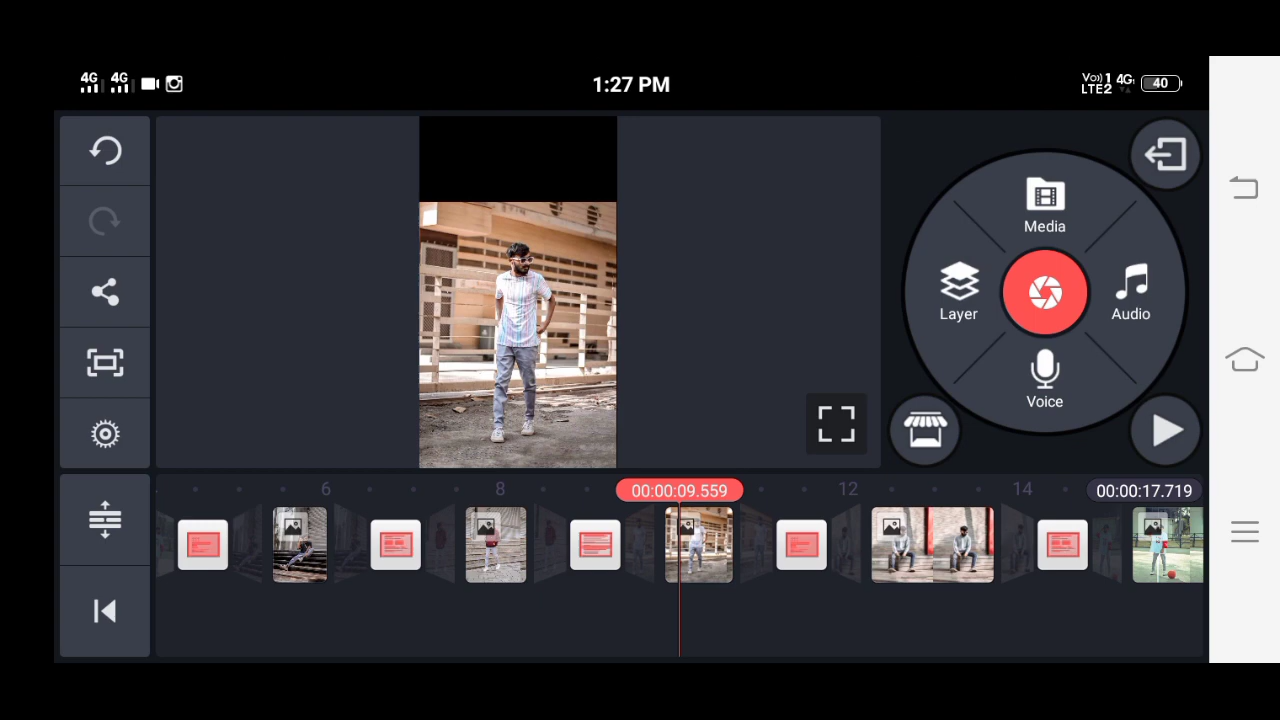 4G 4G
1:27 PM
Vo) 1 4G
LTE2
40
Media
Layer
Audio
Voice
6
8
00:00:09.559
12
14
00:00:17.719